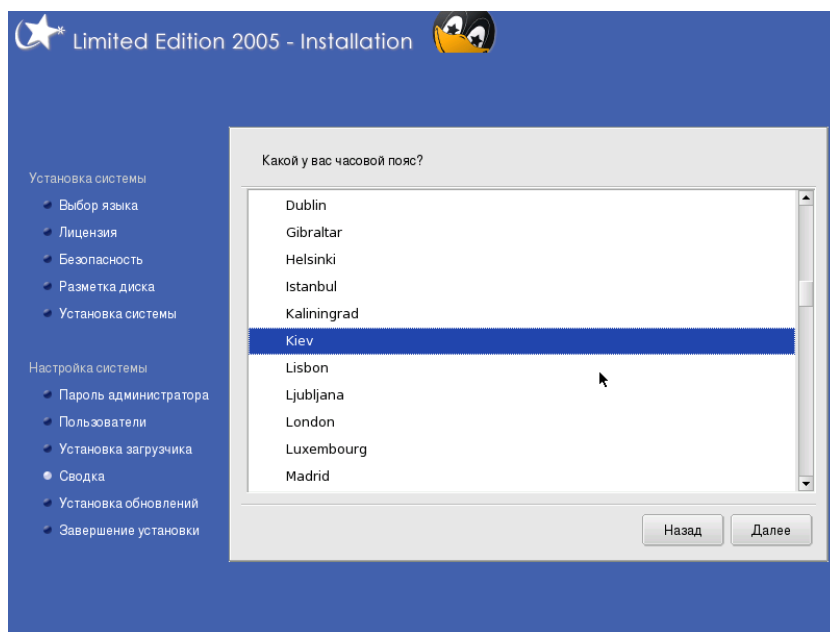 Limited Edition 2005 - Installation
Установка системы
Выбор языка
Лицензия
Безопасность
Разметка диска
Установка системы
Настройка системы
Пароль администратора
Пользователи
Установка загрузчика
Сводка
Установка обновлений
Завершение установки
Какой у вас часовой пояс?
Dublin
Gibraltar
Helsinki
Istanbul
Kaliningrad
Kiev
Lisbon
Ljubljana
London
Luxembourg
Madrid
Назад
Далее